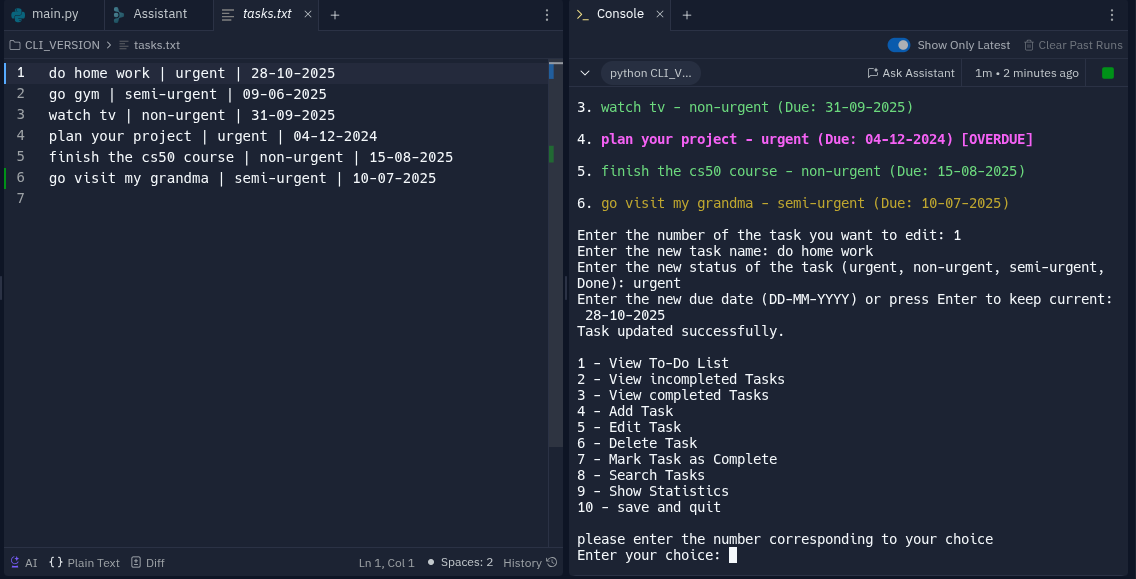 main.py
Assistant
tasks.txt
CLI_VERSION > tasks.txt
1 do home work | urgent | 28-10-2025
2 go gym | semi-urgent | 09-06-2025
3 watch tv | non-urgent | 31-09-2025
4 plan your project | urgent | 04-12-2024
5 finish the cs50 course | non-urgent | 15-08-2025
6 go visit my grandma | semi-urgent | 10-07-2025
7
AI {} Plain Text Diff Ln 1, Col 1 Spaces: 2 History
Console
Show Only Latest Clear Past Runs
python CLI_V... Ask Assistant 1m • 2 minutes ago
3. watch tv - non-urgent (Due: 31-09-2025)
4. plan your project - urgent (Due: 04-12-2024) [OVERDUE]
5. finish the cs50 course - non-urgent (Due: 15-08-2025)
6. go visit my grandma - semi-urgent (Due: 10-07-2025)
Enter the number of the task you want to edit: 1
Enter the new task name: do home work
Enter the new status of the task (urgent, non-urgent, semi-urgent,
Done): urgent
Enter the new due date (DD-MM-YYYY) or press Enter to keep current:
28-10-2025
Task updated successfully.
1 - View To-Do List
2 - View incompleted Tasks
3 - View completed Tasks
4 - Add Task
5 - Edit Task
6 - Delete Task
7 - Mark Task as Complete
8 - Search Tasks
9 - Show Statistics
10 - save and quit
please enter the number corresponding to your choice
Enter your choice: